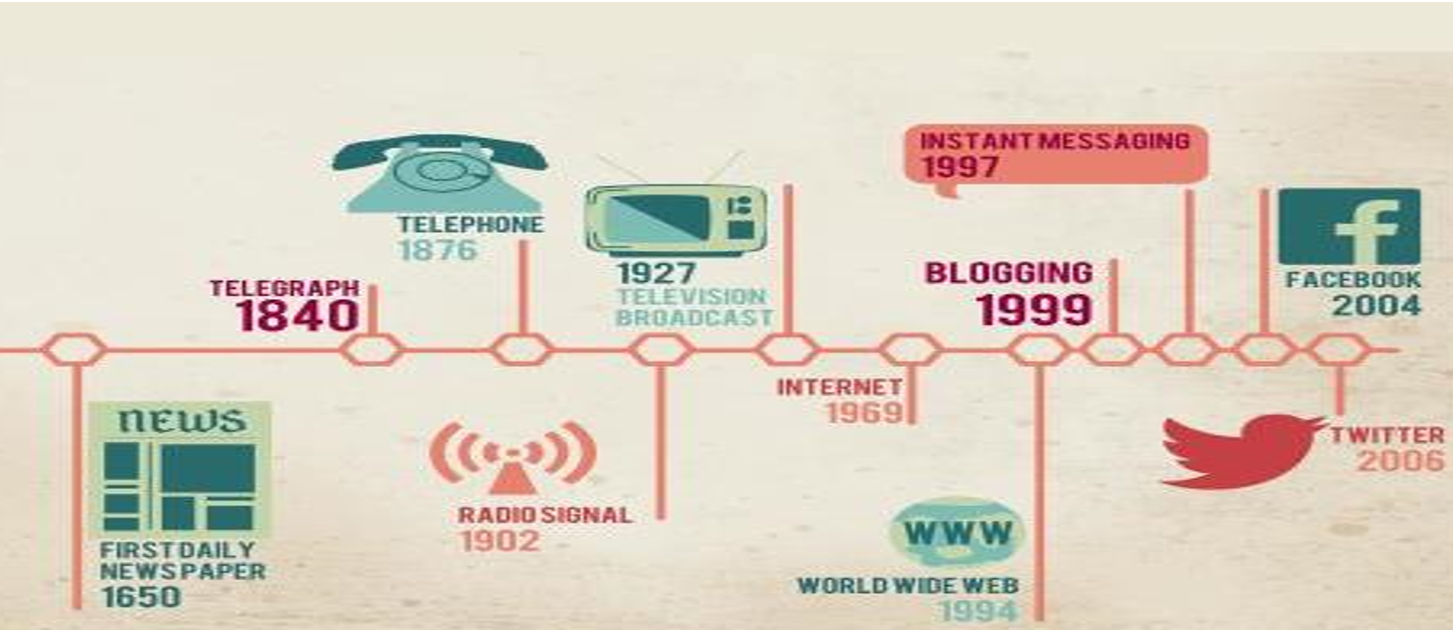 TELEGRAPH
1840
TELEPHONE
1876
1927
TELEVISION
BROADCAST
INSTANT MESSAGING
1997
BLOGGING
1999
f
FACEBOOK
2004
NEWS
FIRST DAILY
NEWSPAPER
1650
RADIO SIGNAL
1902
INTERNET
1969
WWW
WORLD WIDE WEB
1994
TWITTER
2006